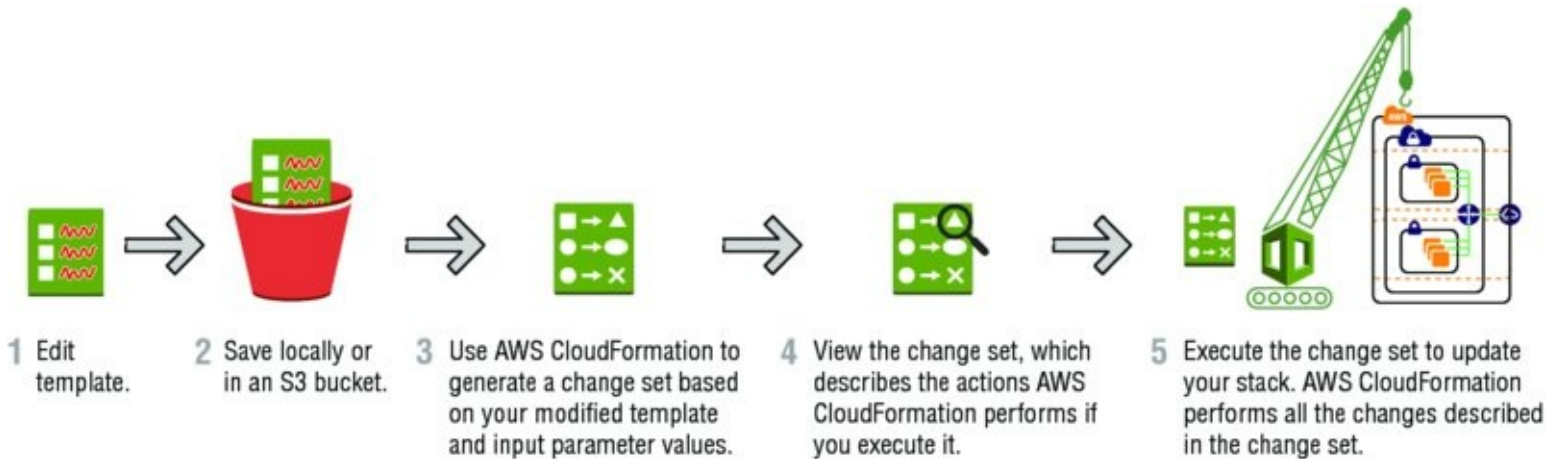 AWS
1 Edit
template.
2 Save locally or
in an S3 bucket.
3 Use AWS CloudFormation to
generate a change set based
on your modified template
and input parameter values.
4 View the change set, which
describes the actions AWS
CloudFormation performs if
you execute it.
5 Execute the change set to update
your stack. AWS CloudFormation
performs all the changes described
in the change set.